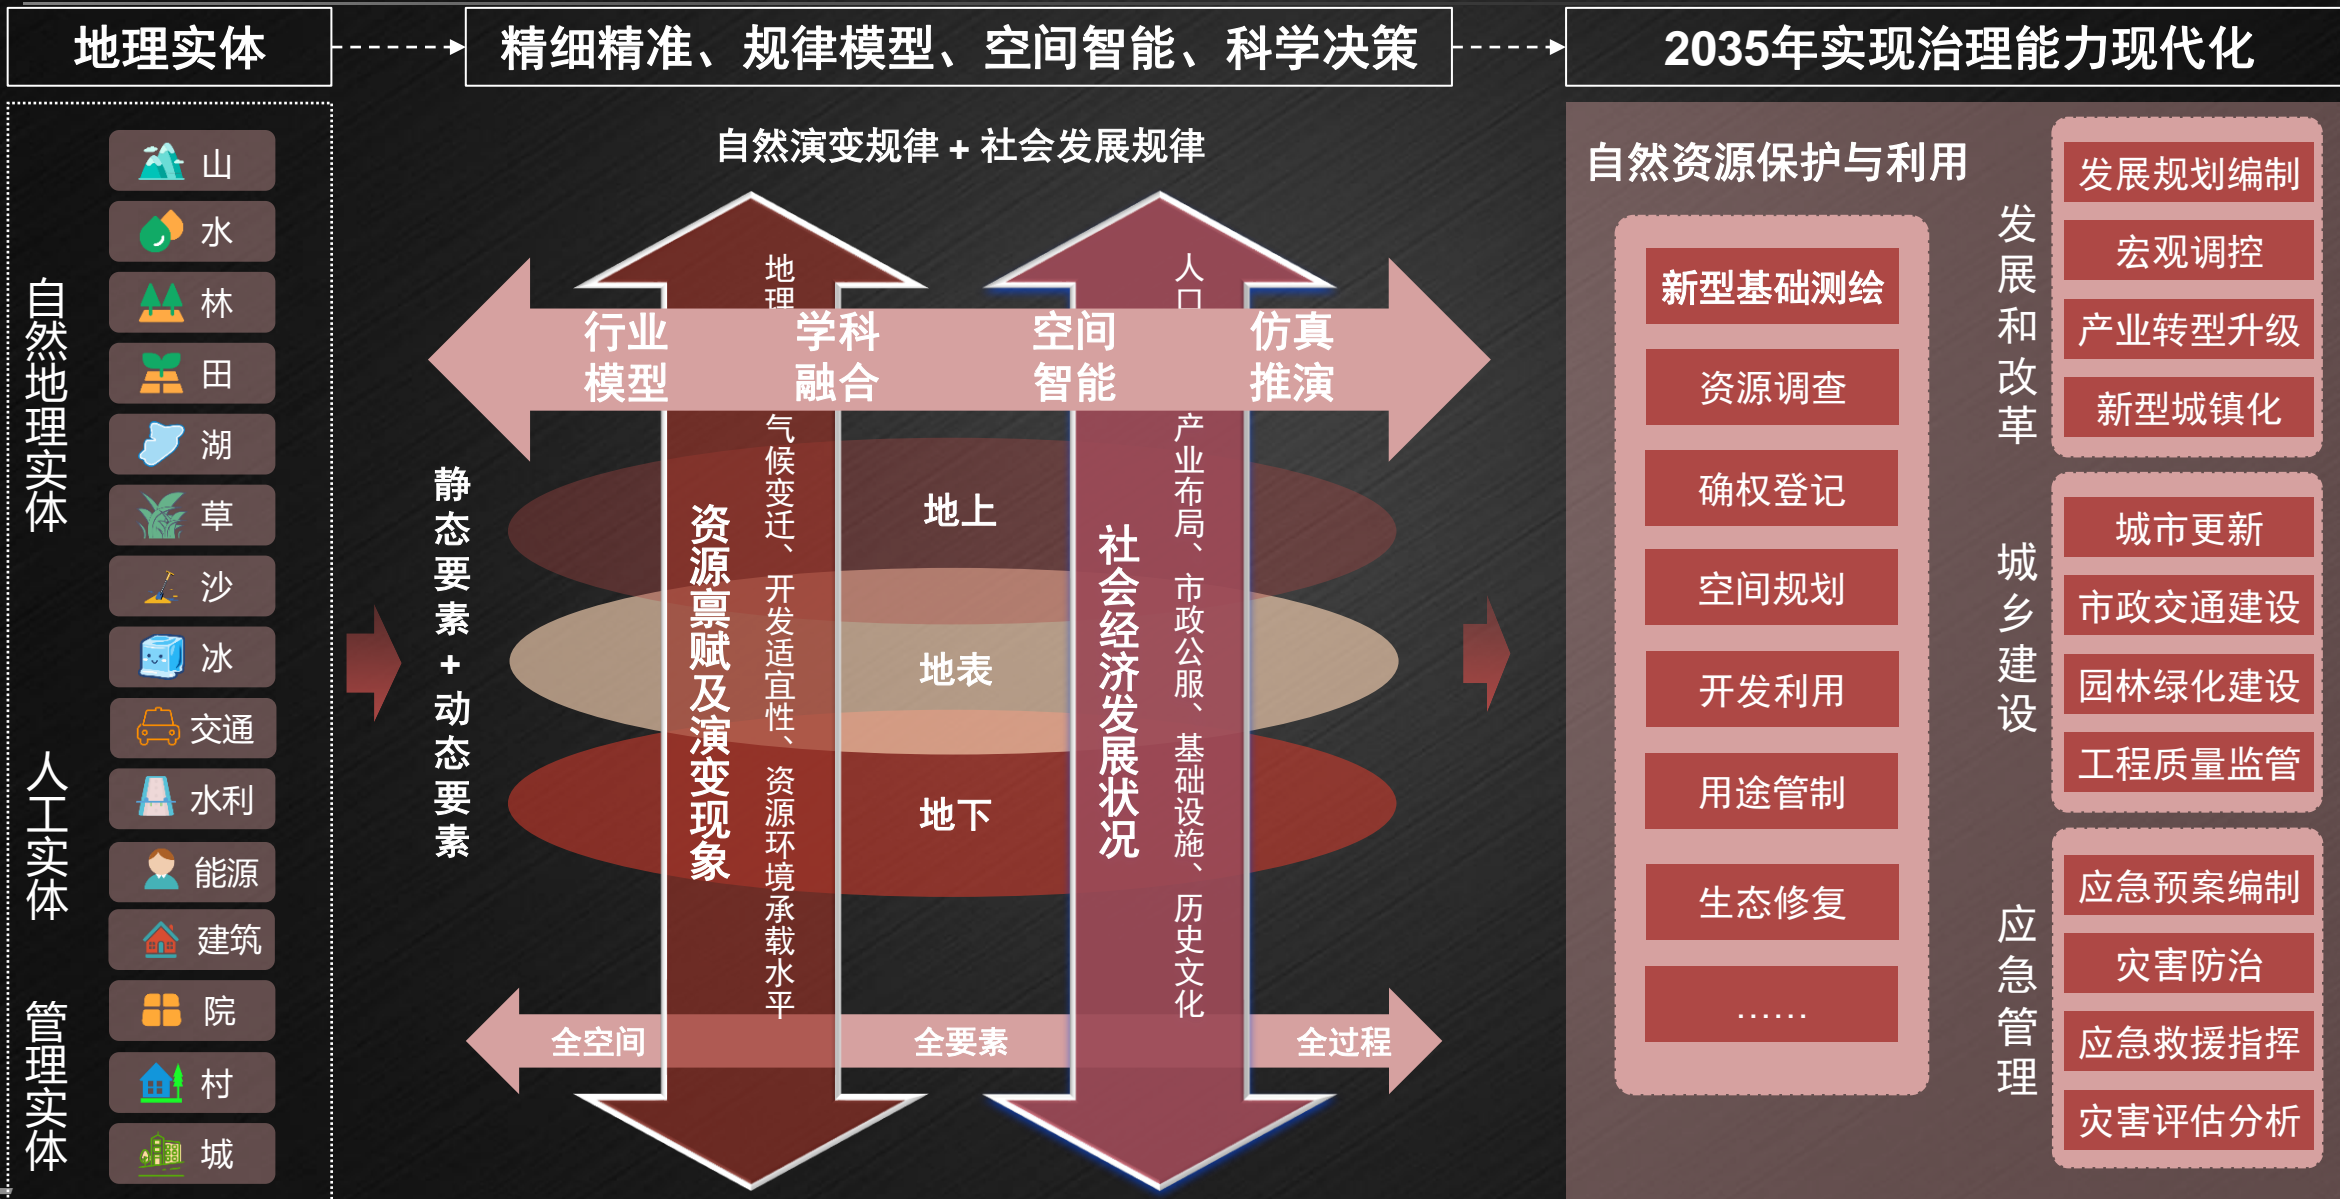 地理实体
精细精准、规律模型、空间智能、科学决策
2035年实现治理能力现代化
自然地理实体
山
水
林
田
湖
草
沙
冰
人工实体
交通
水利
能源
建筑
管理实体
院
村
城
自然演变规律 + 社会发展规律
静态要素+动态要素
行业模型
学科融合
空间智能
仿真推演
资源禀赋及演变现象
地理
气候变迁、开发适宜性、资源环境承载水平
社会经济发展状况
人口
产业布局、市政公服、基础设施、历史文化
地上
地表
地下
全空间
全要素
全过程
自然资源保护与利用
新型基础测绘
资源调查
确权登记
空间规划
开发利用
用途管制
生态修复
……
发展和改革
发展规划编制
宏观调控
产业转型升级
新型城镇化
城乡建设
城市更新
市政交通建设
园林绿化建设
工程质量监管
应急管理
应急预案编制
灾害防治
应急救援指挥
灾害评估分析